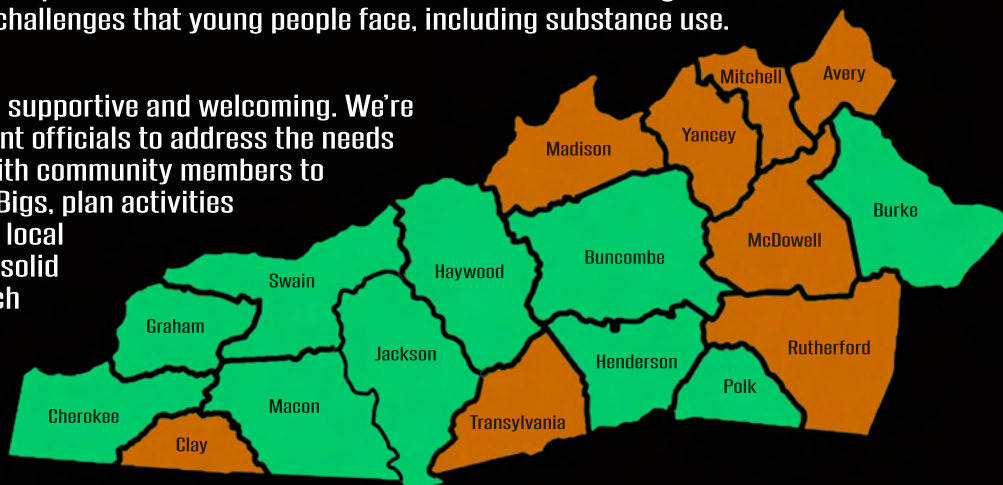 challenges that young people face, including substance use.
supportive and welcoming. We're
nt officials to address the needs
ith community members to
Bigs, plan activities
local
solid
ch
Mitchell
Avery
Yancey
Madison
Burke
McDowell
Buncombe
Haywood
Swain
Graham
Jackson
Rutherford
Henderson
Polk
Macon
Cherokee
Transylvania
Clay